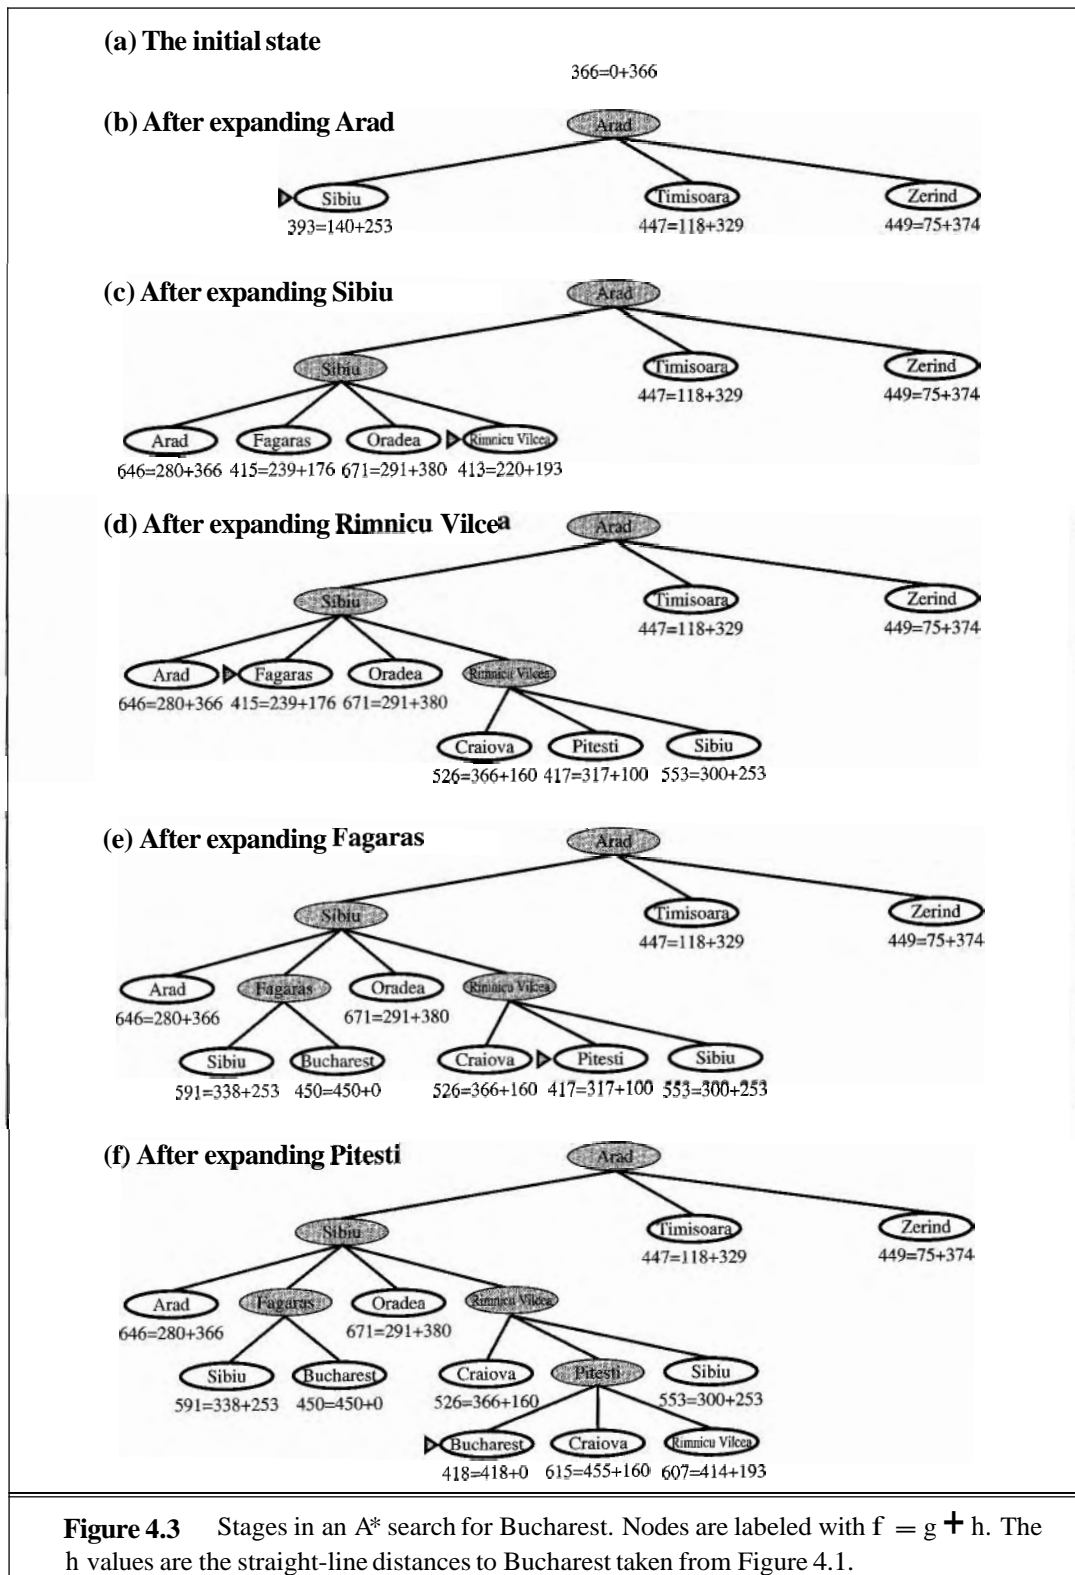 (a) The initial state
366=0+366
(b) After expanding Arad
Arad
Sibiu Timisoara Zerind
393=140+253 447=118+329 449=75+374
(c) After expanding Sibiu
Arad
Sibiu Timisoara Zerind
447=118+329 449=75+374
Arad Fagaras Oradea Rimnicu Vilcea
646=280+366 415=239+176 671=291+380 413=220+193
(d) After expanding Rimnicu Vilcea
Arad
Sibiu Timisoara Zerind
447=118+329 449=75+374
Arad Fagaras Oradea Rimnicu Vilcea
646=280+366 415=239+176 671=291+380
Craiova Pitesti Sibiu
526=366+160 417=317+100 553=300+253
(e) After expanding Fagaras
Arad
Sibiu Timisoara Zerind
447=118+329 449=75+374
Arad Fagaras Oradea Rimnicu Vilcea
646=280+366 671=291+380
Sibiu Bucharest Craiova Pitesti Sibiu
591=338+253 450=450+0 526=366+160 417=317+100 553=300+253
(f) After expanding Pitesti
Arad
Sibiu Timisoara Zerind
447=118+329 449=75+374
Arad Fagaras Oradea Rimnicu Vilcea
646=280+366 671=291+380
Sibiu Bucharest Craiova Pitesti Sibiu
591=338+253 450=450+0 526=366+160 553=300+253
Bucharest Craiova Rimnicu Vilcea
418=418+0 615=455+160 607=414+193
Figure 4.3 Stages in an A* search for Bucharest. Nodes are labeled with f = g + h. The
h values are the straight-line distances to Bucharest taken from Figure 4.1.